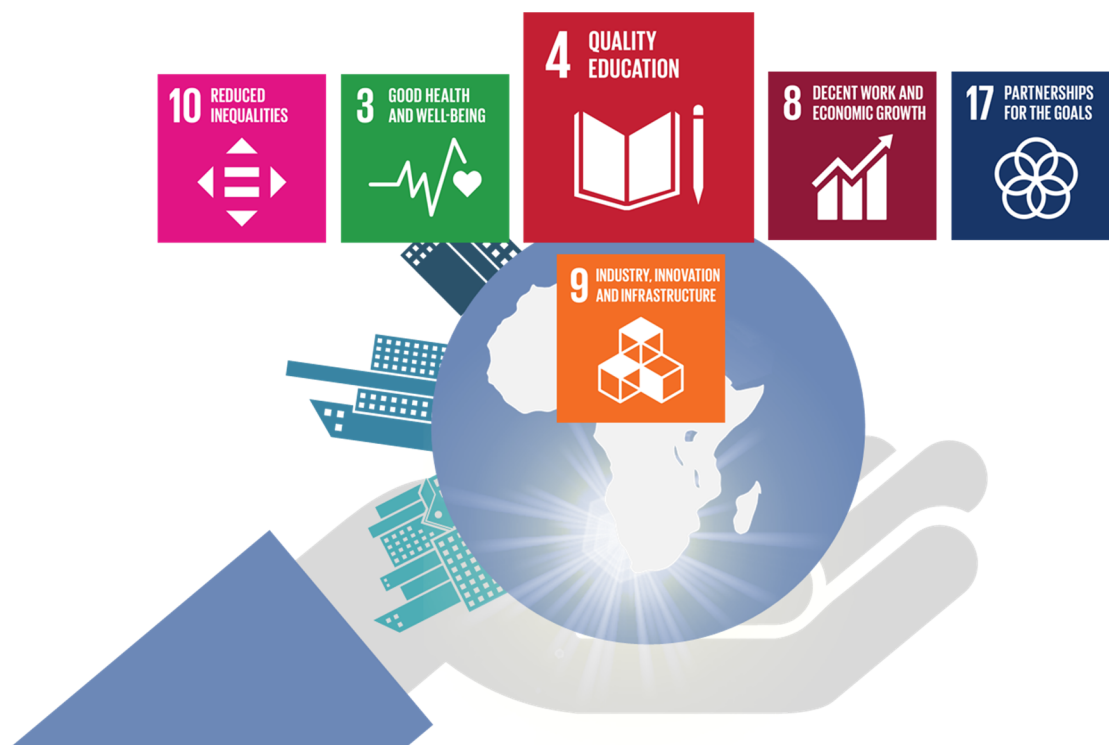 10 REDUCED
INEQUALITIES
3 GOOD HEALTH
AND WELL-BEING
4 QUALITY
EDUCATION
8 DECENT WORK AND
ECONOMIC GROWTH
17 PARTNERSHIPS
FOR THE GOALS
9 INDUSTRY, INNOVATION
AND INFRASTRUCTURE